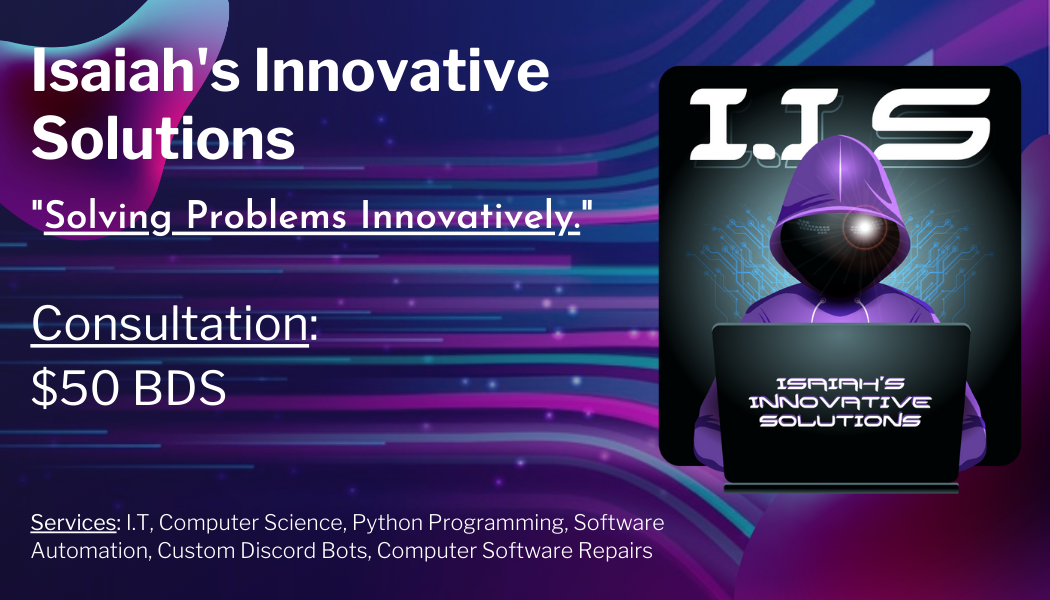 Isaiah's Innovative
Solutions
"Solving Problems Innovatively."
Consultation:
$50 BDS
Services: I.T, Computer Science, Python Programming, Software
Automation, Custom Discord Bots, Computer Software Repairs
I.I.S
ISAIAH'S
INNOVATIVE
SOLUTIONS